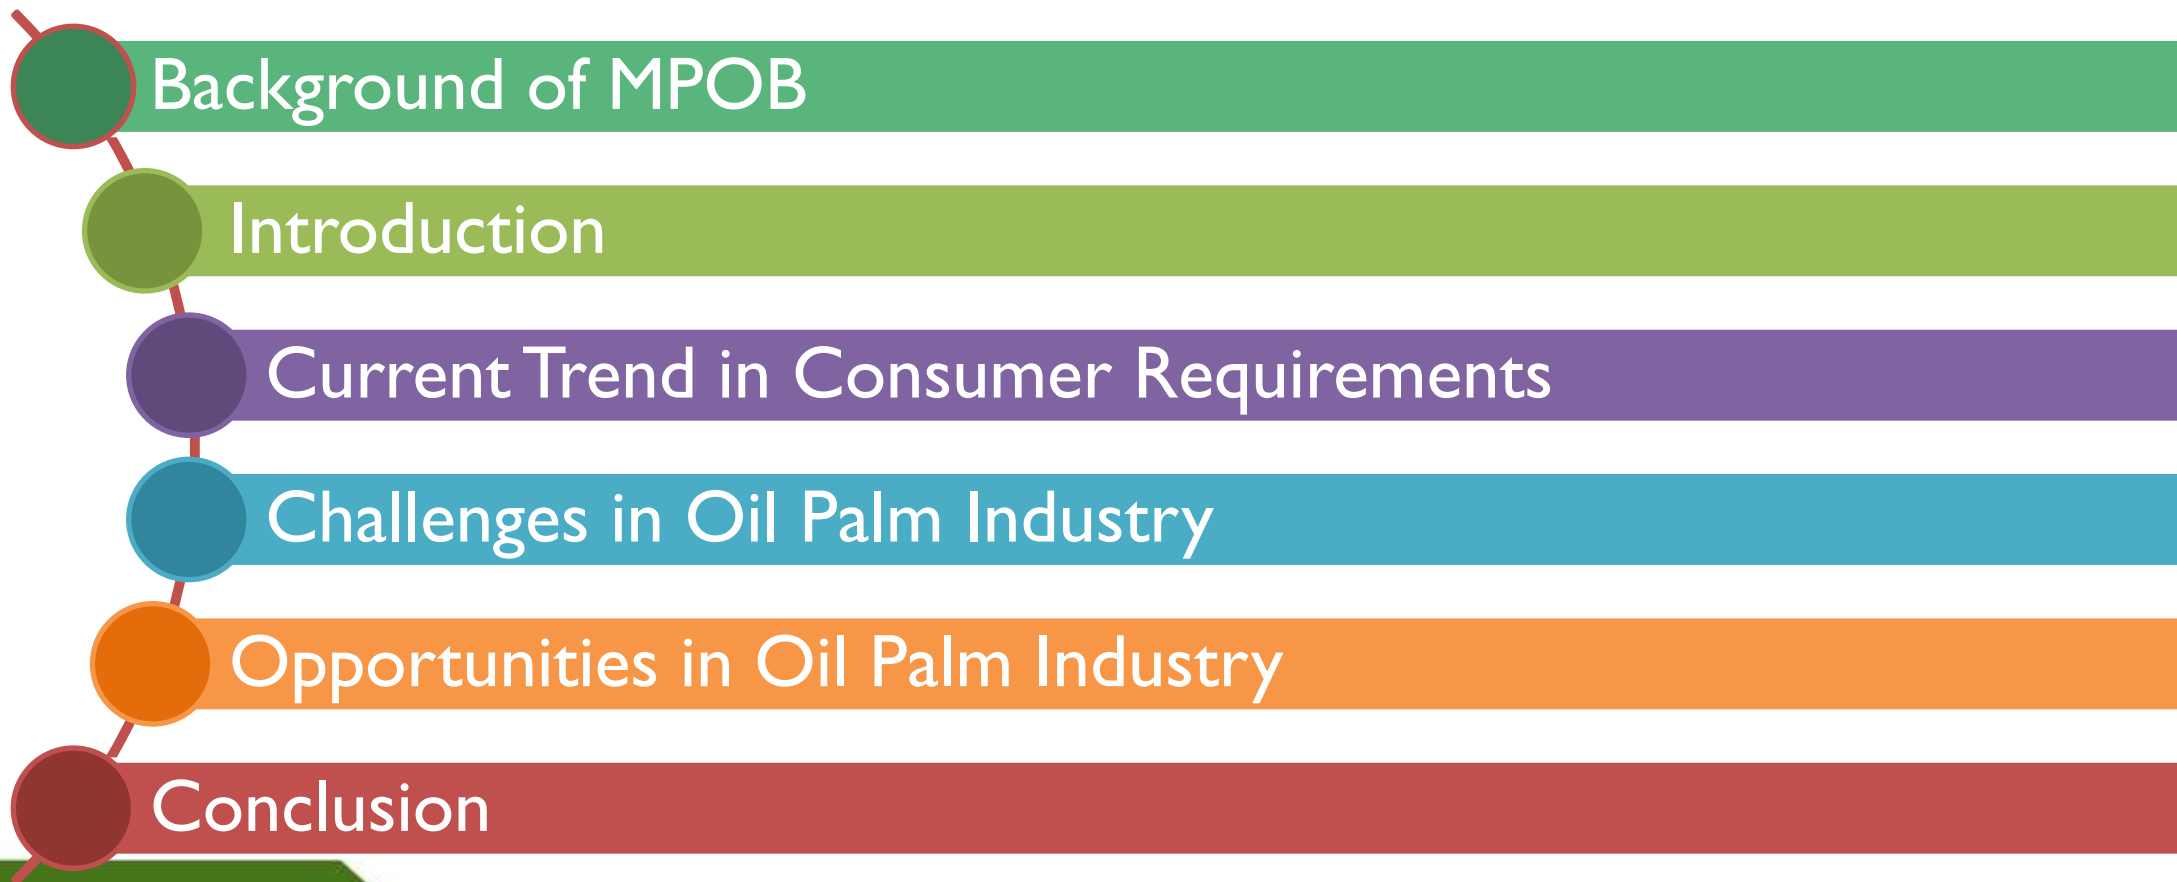 Background of MPOB
Introduction
Current Trend in Consumer Requirements
Challenges in Oil Palm Industry
Opportunities in Oil Palm Industry
Conclusion